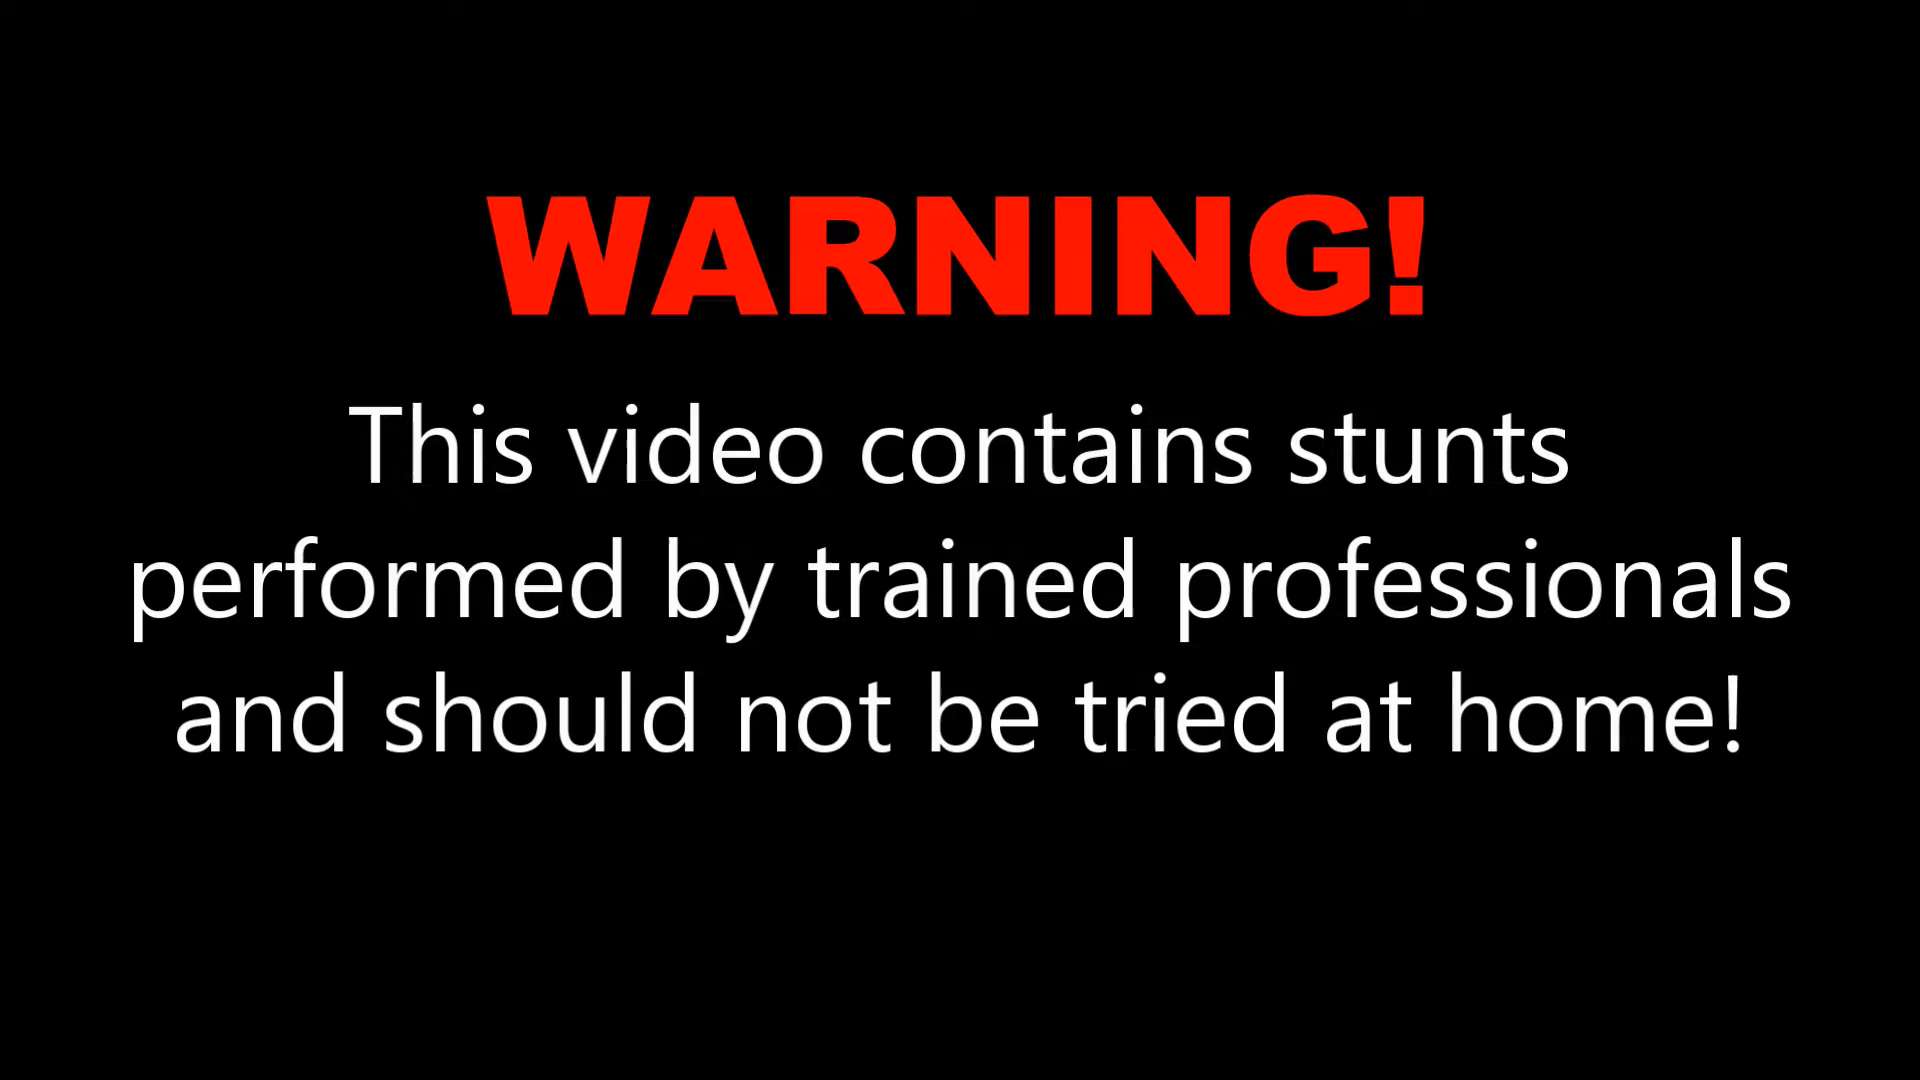 WARNING!
This video contains stunts
performed by trained professionals
and should not be tried at home!